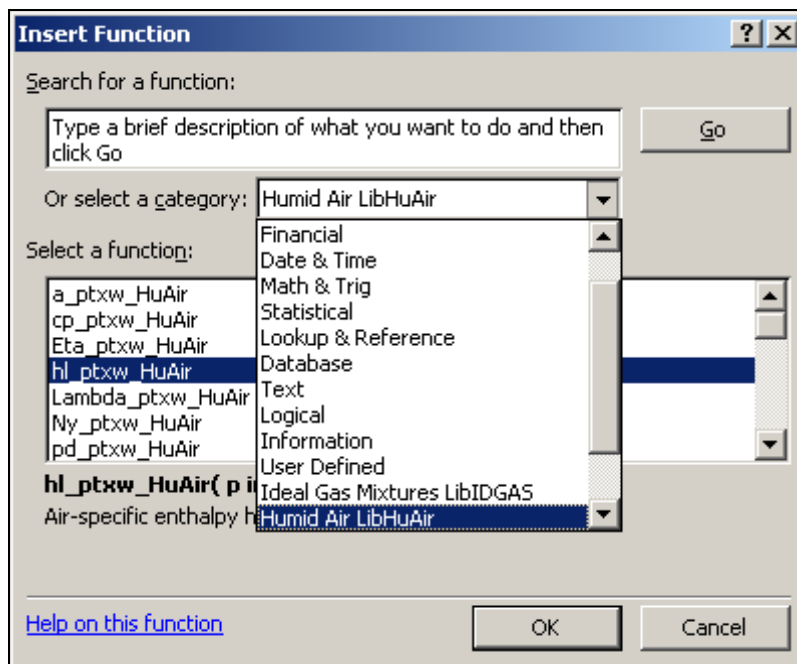 Insert Function
Search for a function:
Type a brief description of what you want to do and then
click Go
Go
Or select a category:
Humid Air LibHuAir
Financial
Date & Time
Math & Trig
Statistical
Lookup & Reference
Database
Text
Logical
Information
User Defined
Ideal Gas Mixtures LibIDGAS
Humid Air LibHuAir
Select a function:
a_ptxw_HuAir
cp_ptxw_HuAir
Eta_ptxw_HuAir
hl_ptxw_HuAir
Lambda_ptxw_HuAir
Ny_ptxw_HuAir
pd_ptxw_HuAir
hl_ptxw_HuAir( p
Air-specific enthalpy
Help on this function
OK
Cancel